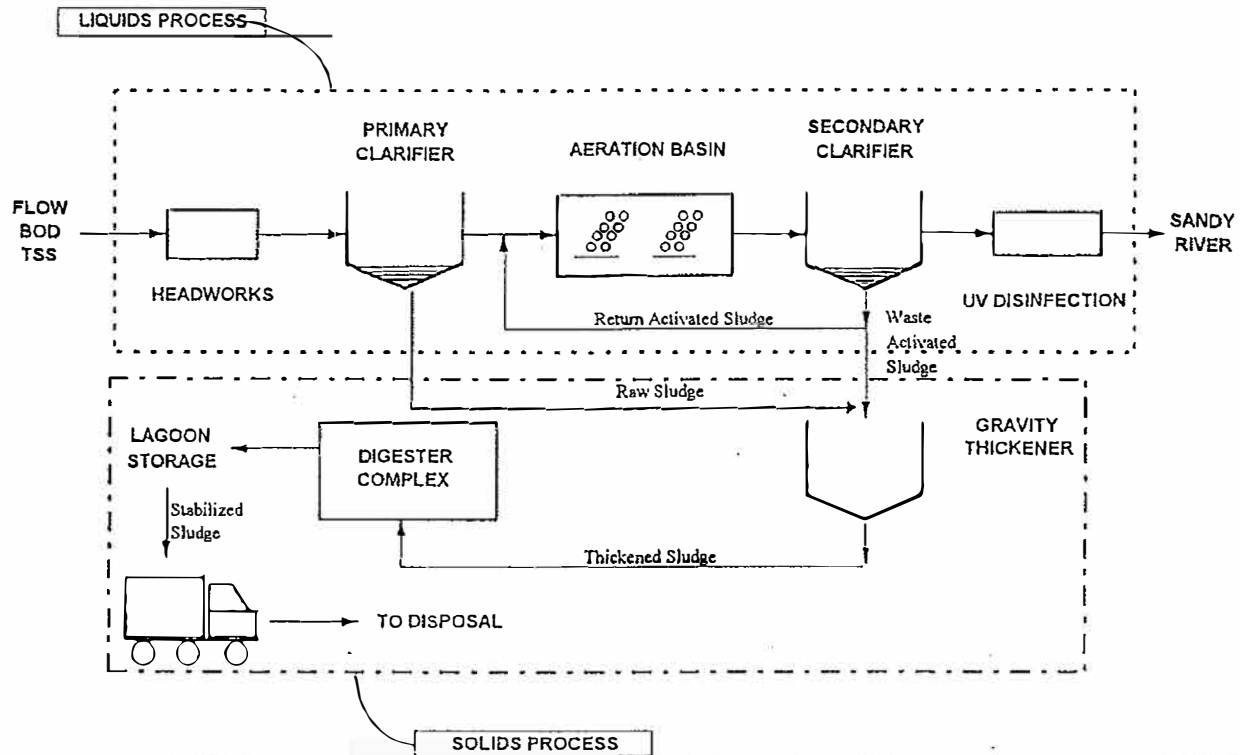 LIQUIDS PROCESS
PRIMARY
CLARIFIER
AERATION BASIN
SECONDARY
CLARIFIER
FLOW
BOD
TSS
SANDY
RIVER
HEADWORKS
UV DISINFECTION
Return Activated Sludge
Waste
Activated
Sludge
Raw Sludge
LAGOON
STORAGE
DIGESTER
COMPLEX
GRAVITY
THICKENER
Stabilized
Sludge
Thickened Sludge
TO DISPOSAL
SOLIDS PROCESS